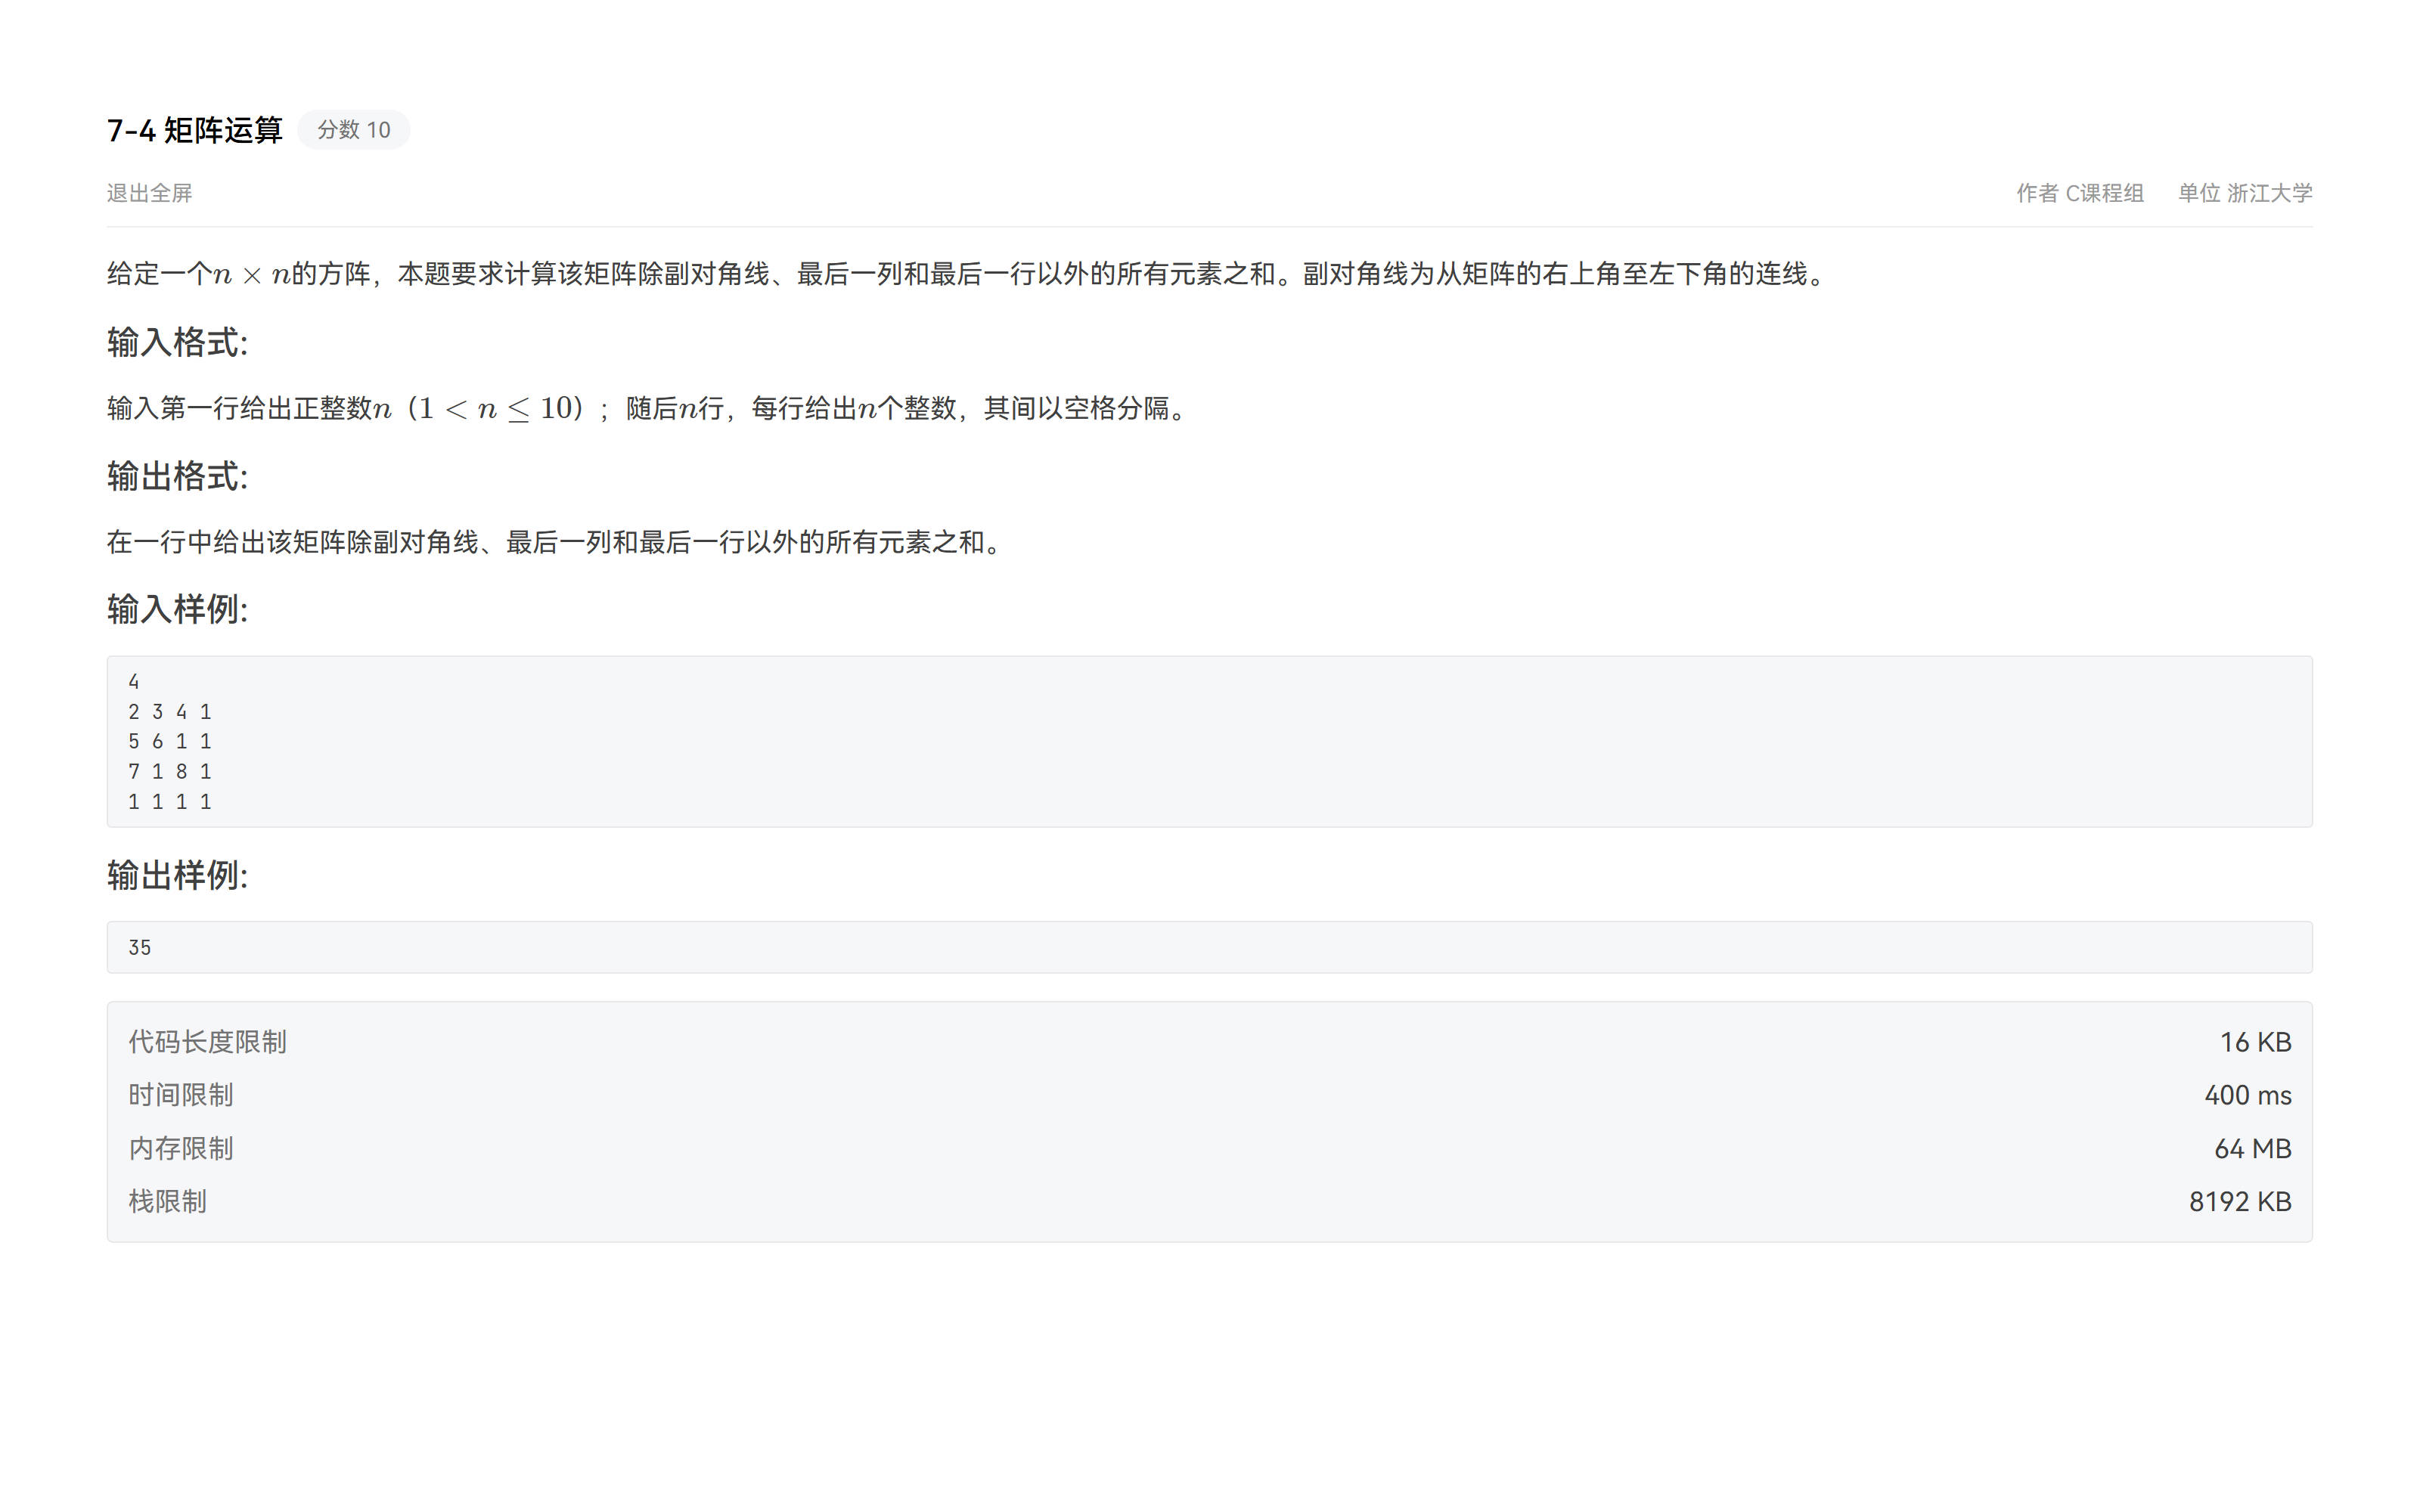 7-4 矩阵运算 分数 10
退出全屏 作者 C课程组 单位 浙江大学
给定一个n × n的方阵，本题要求计算该矩阵除副对角线、最后一列和最后一行以外的所有元素之和。副对角线为从矩阵的右上角至左下角的连线。
输入格式:
输入第一行给出正整数n（1 < n ≤ 10）；随后n行，每行给出n个整数，其间以空格分隔。
输出格式:
在一行中给出该矩阵除副对角线、最后一列和最后一行以外的所有元素之和。
输入样例:
4
2 3 4 1
5 6 1 1
7 1 8 1
1 1 1 1
输出样例:
35
代码长度限制 16 KB
时间限制 400 ms
内存限制 64 MB
栈限制 8192 KB